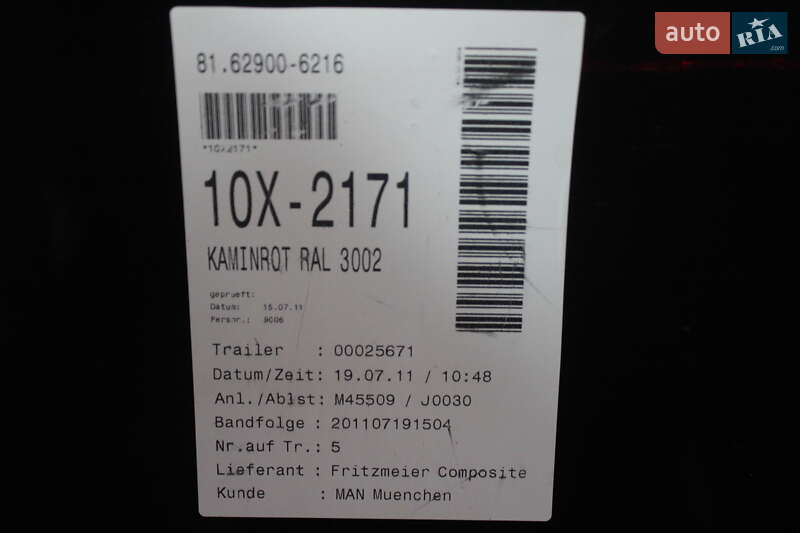 81.62900-6216
*10X2171*
10X-2171
KAMINROT RAL 3002
geprueft:
Datum: 15.07.11
Persnr.: 9006
Trailer : 00025671
Datum/Zeit: 19.07.11 / 10:48
Anl./Ablst: M45509 / J0030
Bandfolge : 201107191504
Nr.auf Tr.: 5
Lieferant : Fritzmeier Composite
Kunde : MAN Muenchen
auto RIA .com